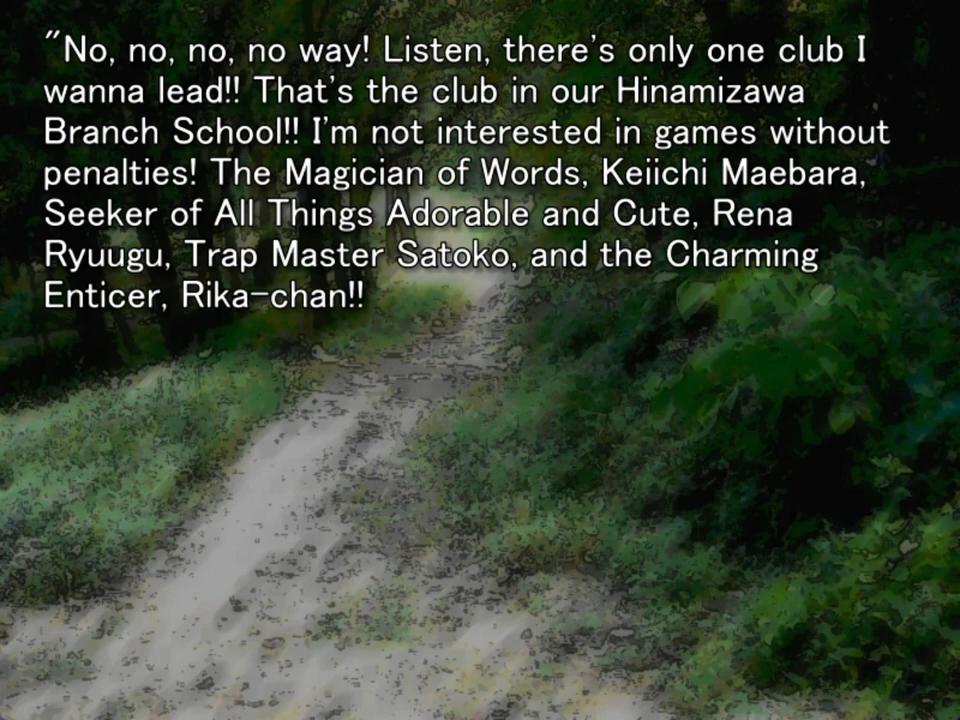 "No, no, no, no way! Listen, there's only one club I
wanna lead!! That's the club in our Hinamizawa
Branch School!! I'm not interested in games without
penalties! The Magician of Words, Keiichi Maebara,
Seeker of All Things Adorable and Cute, Rena
Ryuugu, Trap Master Satoko, and the Charming
Enticer, Rika-chan!!